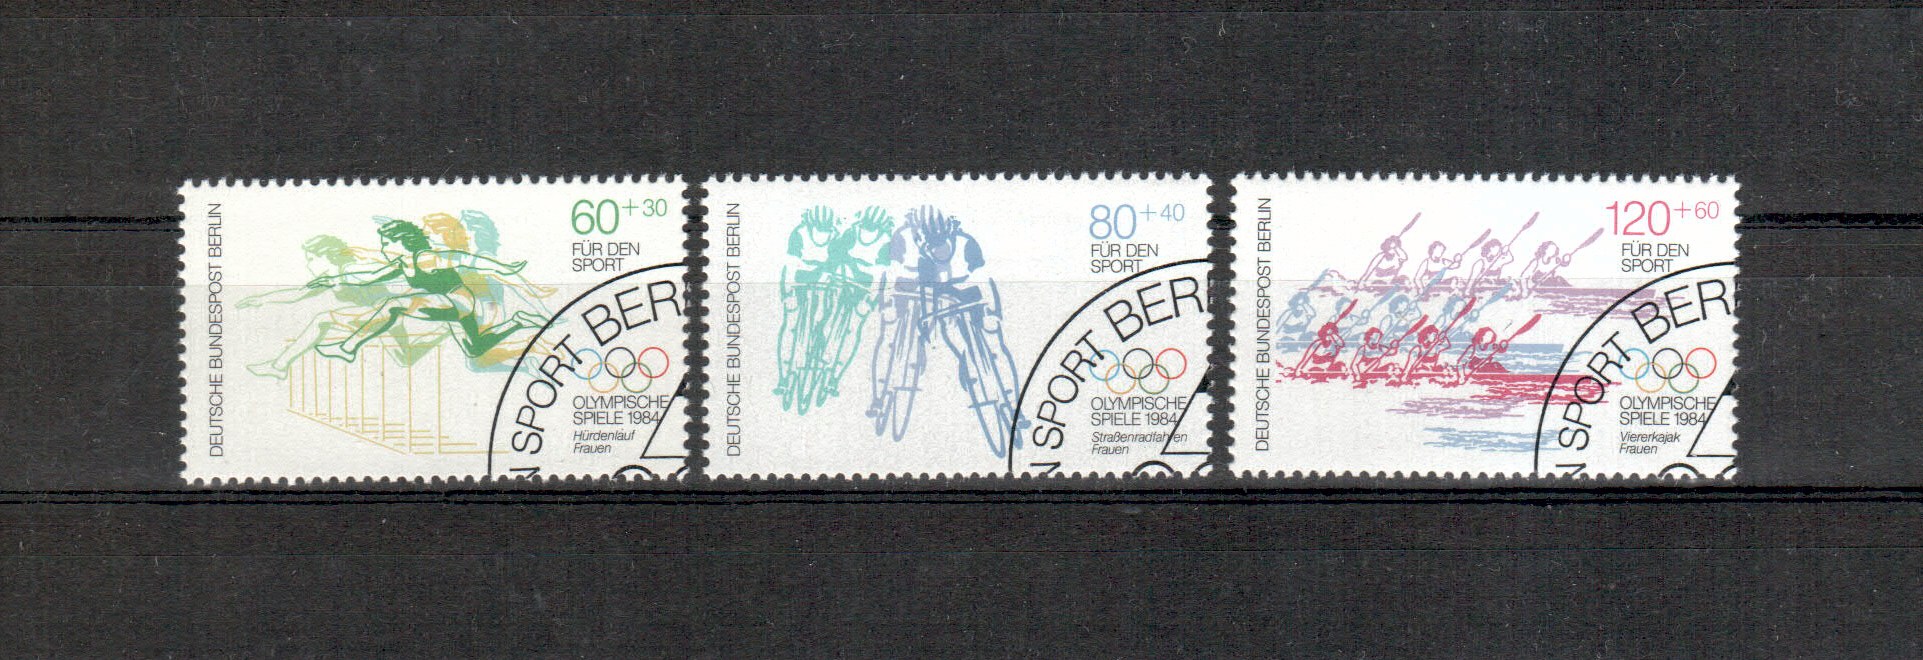 DEUTSCHE BUNDESPOST BERLIN
60+30
FÜR DEN
SPORT
OLYMPISCHE
SPIELE 1984
Hürdenlauf
Frauen
SPORT BER
DEUTSCHE BUNDESPOST BERLIN
80+40
FÜR DEN
SPORT
OLYMPISCHE
SPIELE 1984
Straßenradfahren
Frauen
SPORT BER
DEUTSCHE BUNDESPOST BERLIN
120+60
FÜR DEN
SPORT
OLYMPISCHE
SPIELE 1984
Viererkajak
Frauen
SPORT BER